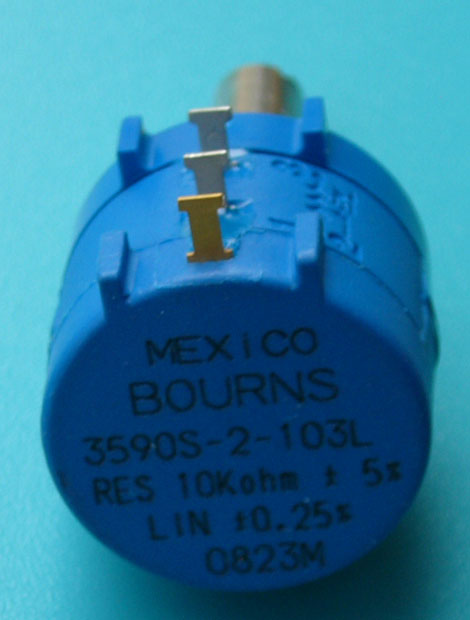 MEXiCO
BOURNS
3590S-2-103L
RES 10Kohm ± 5%
LIN ±0.25%
0823M